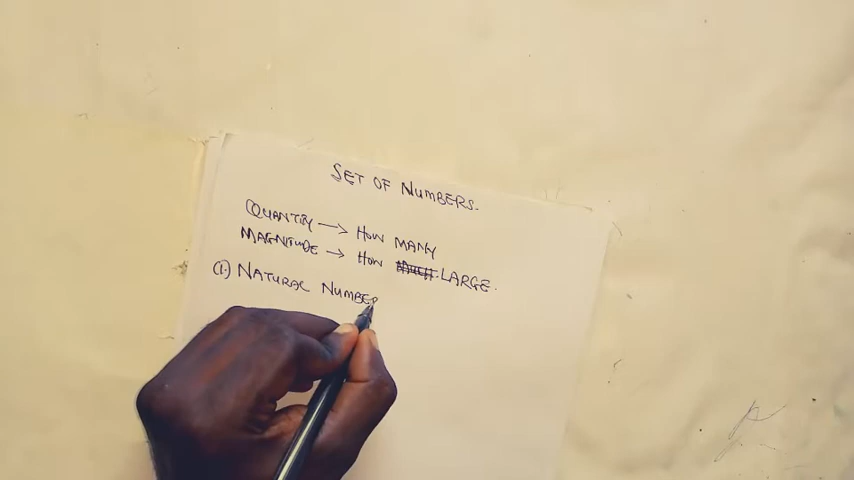 SET OF NUMBERS.
QUANTITY → HOW MANY
MAGNITUDE → HOW LARGE.
(1.) NATURAL NUMBER